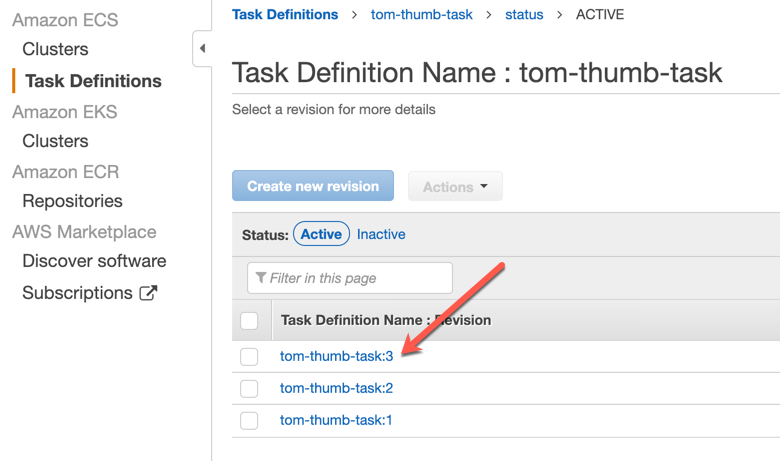 Amazon ECS
Clusters
Task Definitions
Amazon EKS
Clusters
Amazon ECR
Repositories
AWS Marketplace
Discover software
Subscriptions
Task Definitions > tom-thumb-task > status > ACTIVE
Task Definition Name : tom-thumb-task
Select a revision for more details
Create new revision Actions
Status: Active Inactive
Filter in this page
Task Definition Name : Revision
tom-thumb-task:3
tom-thumb-task:2
tom-thumb-task:1